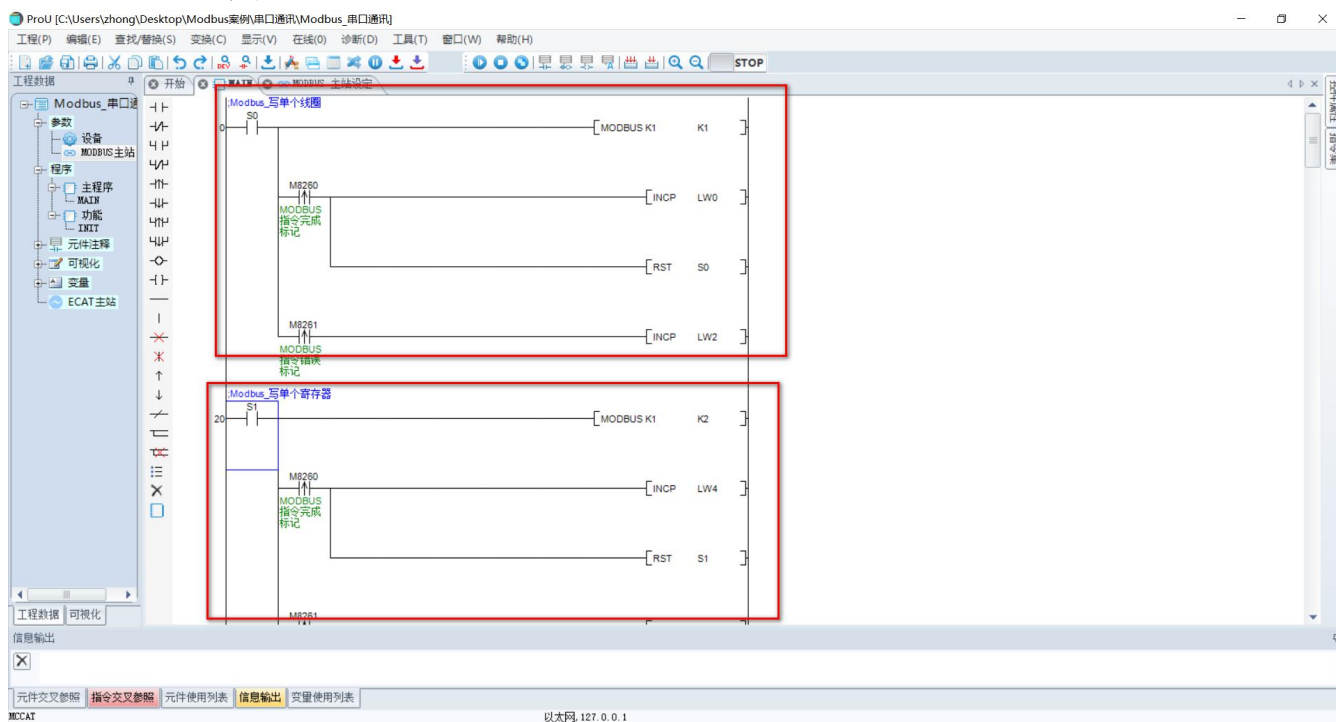 ProU [C:\Users\zhong\Desktop\Modbus案例\串口通讯\Modbus_串口通讯]
工程(P) 编辑(E) 查找/替换(S) 变换(C) 显示(V) 在线(O) 诊断(D) 工具(T) 窗口(W) 帮助(H)
STOP
工程数据
开始 MAIN MODBUS 主站设定
Modbus_串口通
参数
设备
MODBUS主站
程序
主程序
MAIN
功能
INIT
元件注释
可视化
变量
ECAT主站
;Modbus_写单个线圈
S0
0 MODBUS K1 K1
M8260
INCP LW0
MODBUS
指令完成
标记
RST S0
M8261
INCP LW2
MODBUS
指令错误
标记
;Modbus_写单个寄存器
S1
20 MODBUS K1 K2
M8260
INCP LW4
MODBUS
指令完成
标记
RST S1
M8261
工程数据 可视化
信息输出
元件交叉参照 指令交叉参照 元件使用列表 信息输出 变量使用列表
MCCAT 以太网,127.0.0.1